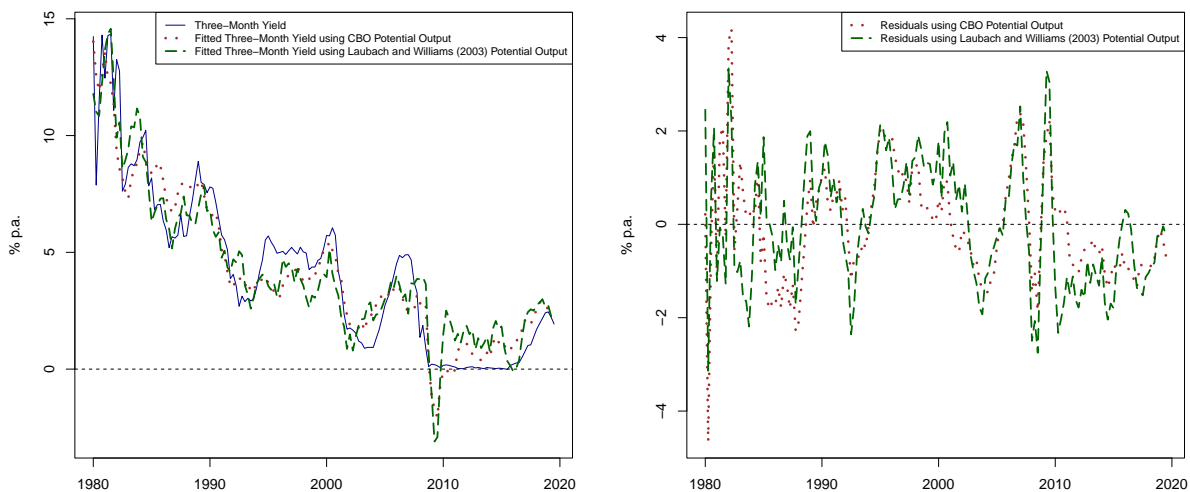 Three−Month Yield
Fitted Three−Month Yield using CBO Potential Output
Fitted Three−Month Yield using Laubach and Williams (2003) Potential Output
% p.a.
15
10
5
0
1980 1990 2000 2010 2020
Residuals using CBO Potential Output
Residuals using Laubach and Williams (2003) Potential Output
% p.a.
4
2
0
−2
−4
1980 1990 2000 2010 2020